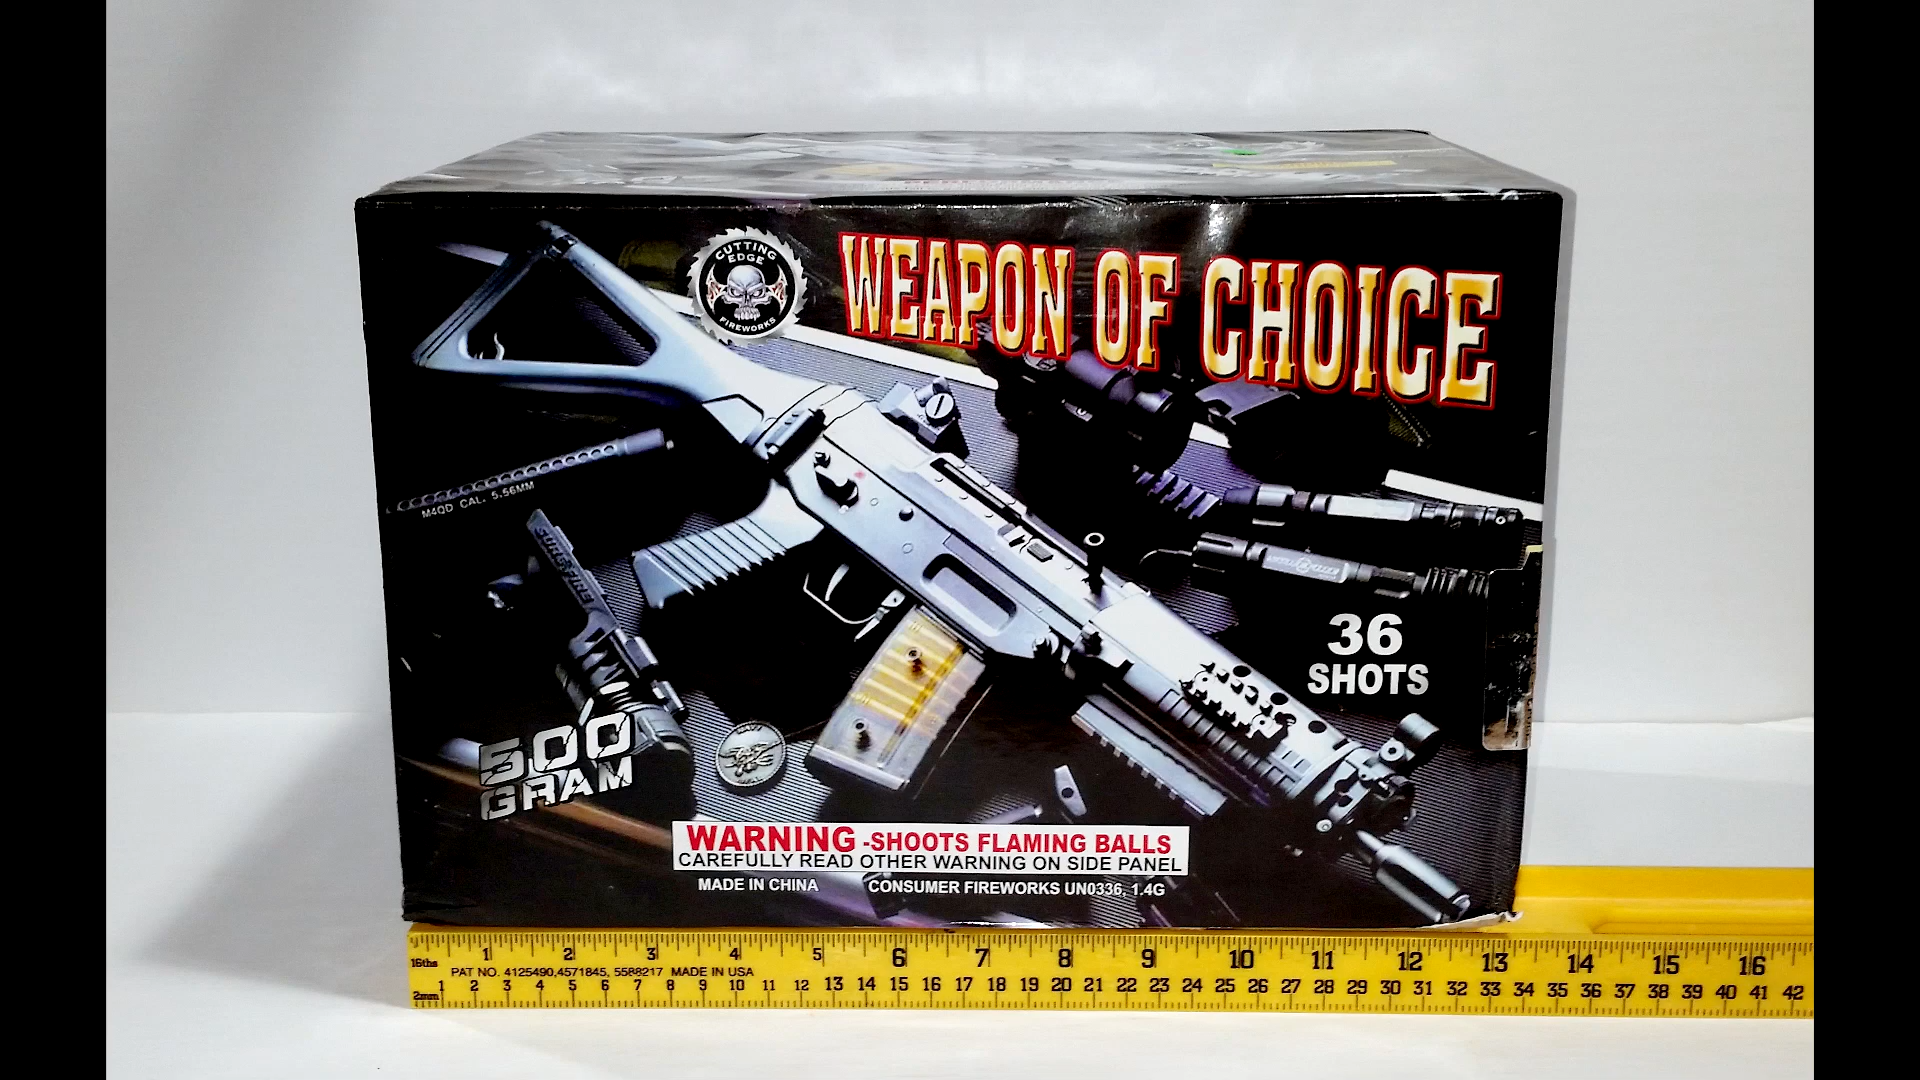 CUTTING
EDGE
FIREWORKS
WEAPON OF CHOICE
M4QD CAL. 5.56MM
SUREFIRE
36
SHOTS
500
GRAM
NAVY
WARNING -SHOOTS FLAMING BALLS
CAREFULLY READ OTHER WARNING ON SIDE PANEL
MADE IN CHINA CONSUMER FIREWORKS UN0336, 1.4G
1 2 3 4 5 6 7 8 9 10 11 12 13 14 15 16
16ths
PAT NO. 4125490,4571845, 5588217 MADE IN USA
1 2 3 4 5 6 7 8 9 10 11 12 13 14 15 16 17 18 19 20 21 22 23 24 25 26 27 28 29 30 31 32 33 34 35 36 37 38 39 40 41 42
2mm